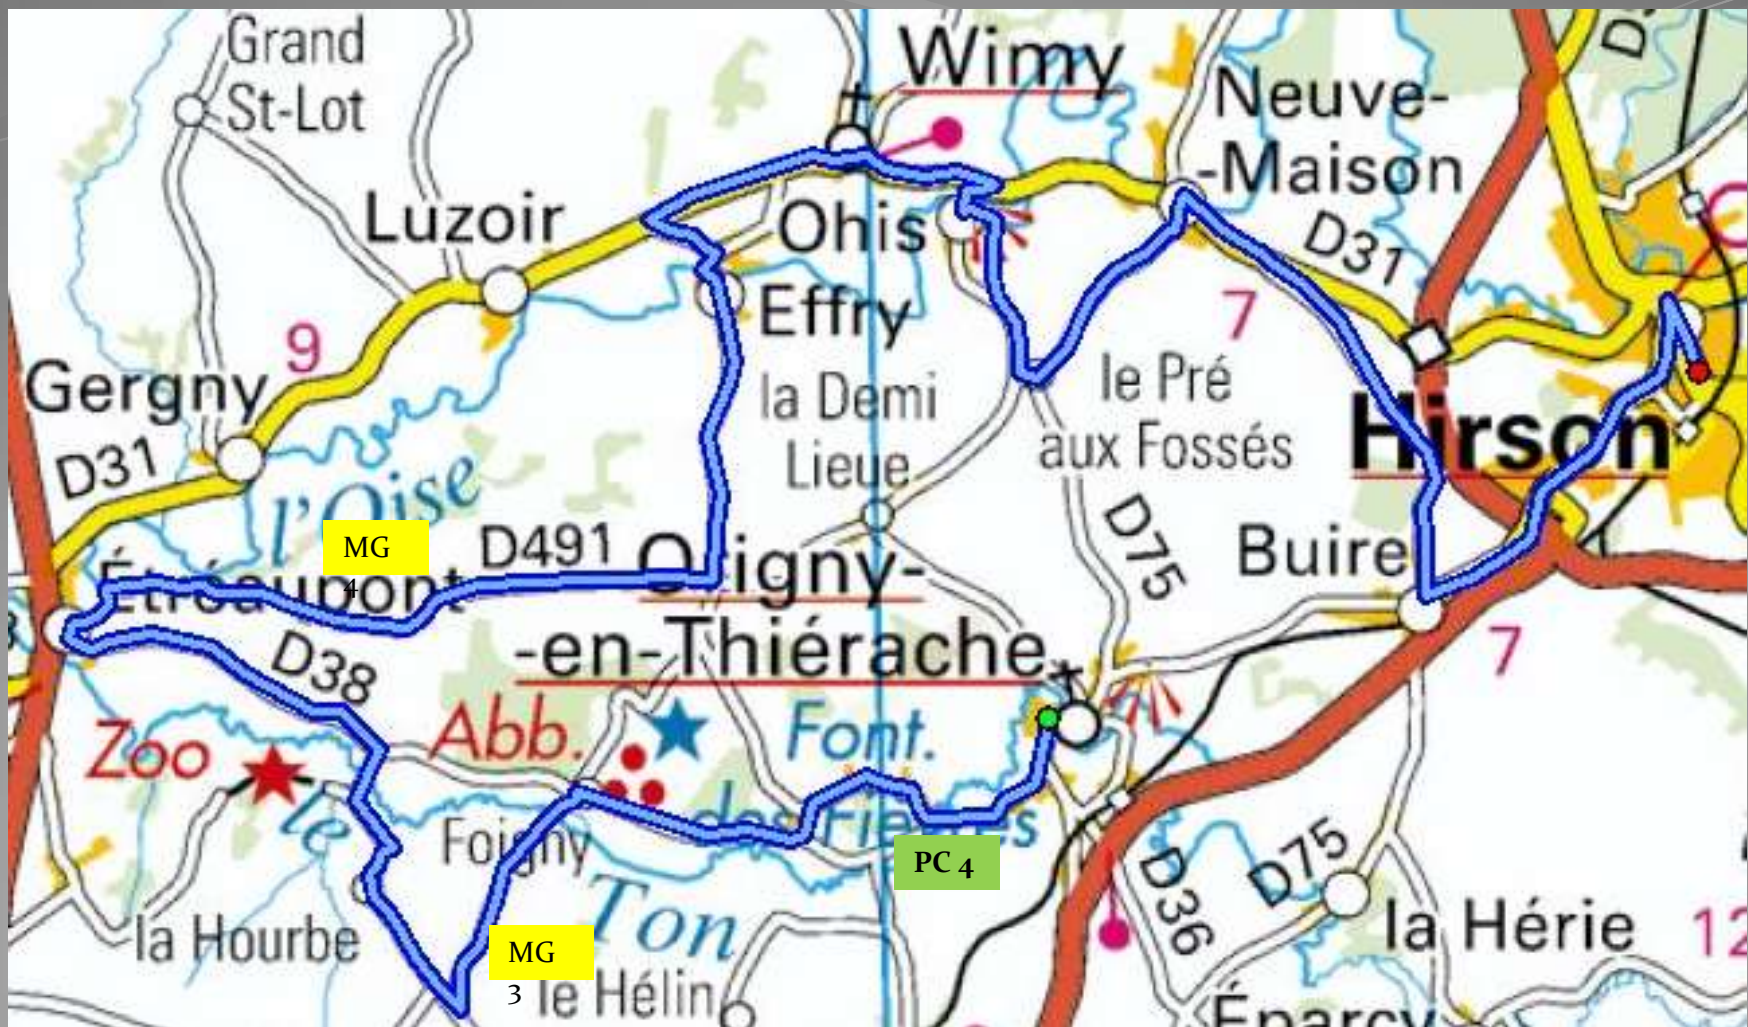 Grand
St-Lot
Wimy
Neuve-
-Maison
Luzoir
Ohis
D31
Effry
9
7
Gergny
la Demi
Lieue
le Pré
aux Fossés
Hirson
D31
l'Oise
MG
4
D491
D75
Buire
Étréaupont
Origny-
-en-Thiérache
7
D38
Abb.
Font.
Zoo
des Fièvres
le
Foigny
PC 4
D75
D36
Ton
la Hourbe
la Hérie
12
MG
3
le Hélin
Éparcy